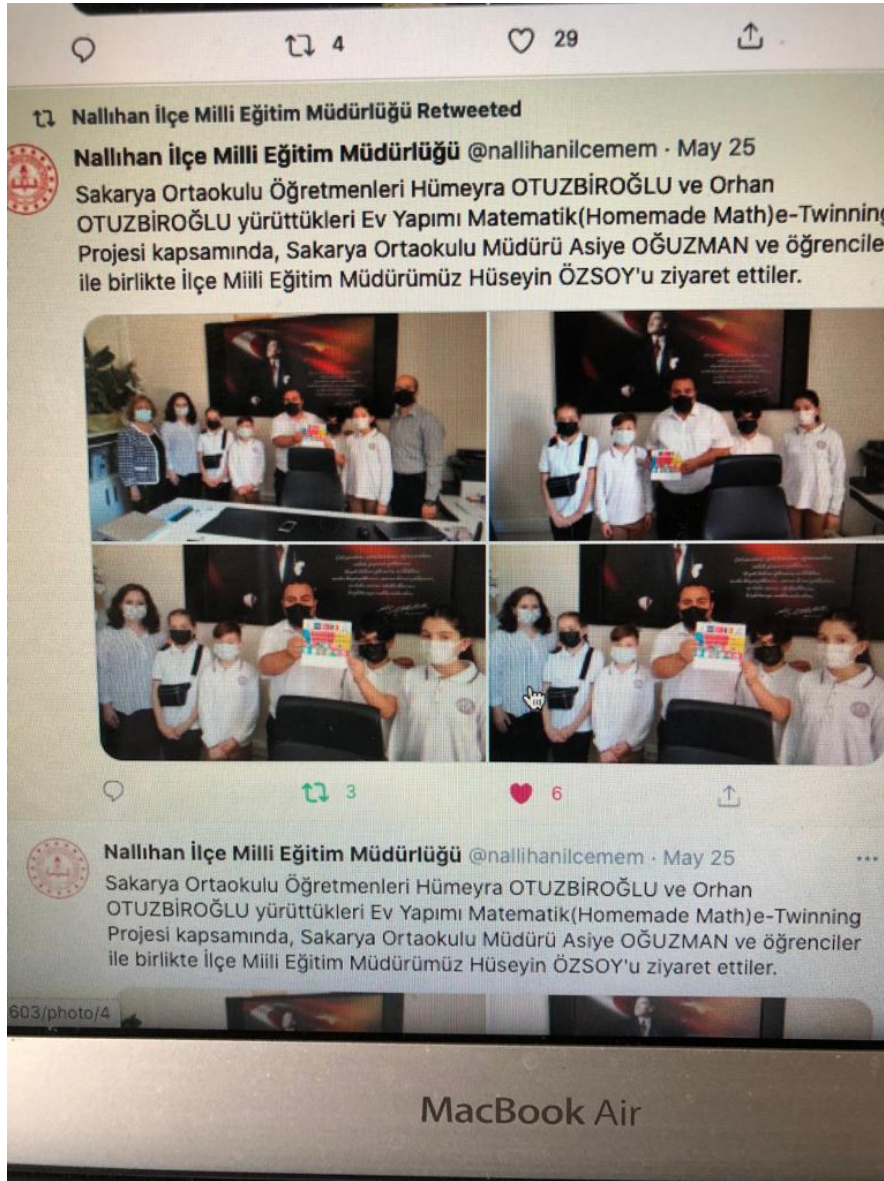 4 29
Nallıhan İlçe Milli Eğitim Müdürlüğü Retweeted
Nallıhan İlçe Milli Eğitim Müdürlüğü @nallihanilcemem · May 25
Sakarya Ortaokulu Öğretmenleri Hümeyra OTUZBİROĞLU ve Orhan
OTUZBİROĞLU yürüttükleri Ev Yapımı Matematik(Homemade Math)e-Twinning
Projesi kapsamında, Sakarya Ortaokulu Müdürü Asiye OĞUZMAN ve öğrencile
ile birlikte İlçe Miili Eğitim Müdürümüz Hüseyin ÖZSOY'u ziyaret ettiler.
3 6
Nallıhan İlçe Milli Eğitim Müdürlüğü @nallihanilcemem · May 25
Sakarya Ortaokulu Öğretmenleri Hümeyra OTUZBİROĞLU ve Orhan
OTUZBİROĞLU yürüttükleri Ev Yapımı Matematik(Homemade Math)e-Twinning
Projesi kapsamında, Sakarya Ortaokulu Müdürü Asiye OĞUZMAN ve öğrenciler
ile birlikte İlçe Miili Eğitim Müdürümüz Hüseyin ÖZSOY'u ziyaret ettiler.
603/photo/4
MacBook Air